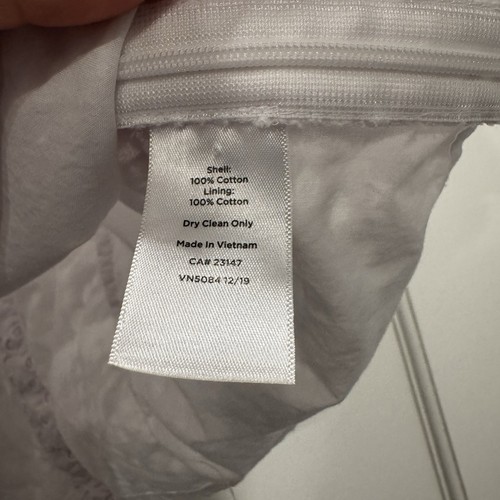 Shell:
100% Cotton
Lining:
100% Cotton
Dry Clean Only
Made In Vietnam
CA# 23147
VN5084 12/19